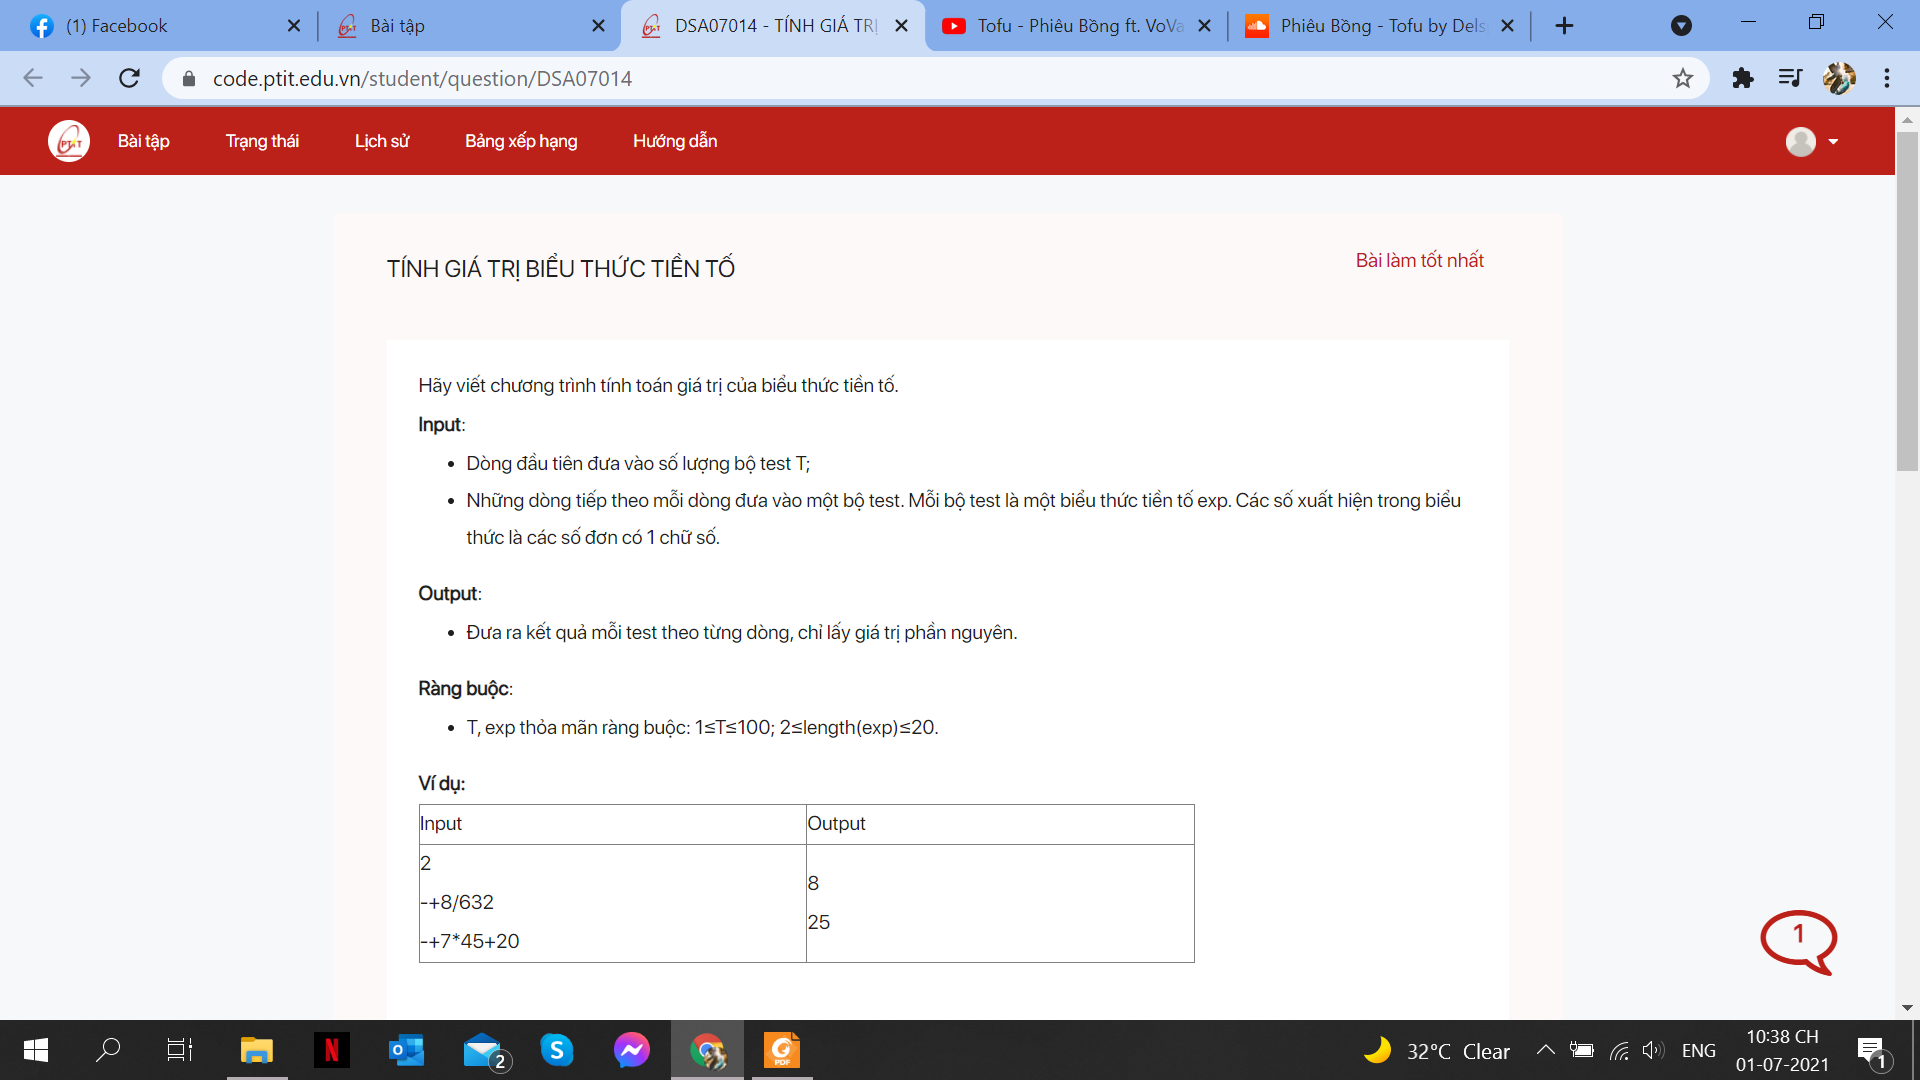 (1) Facebook
Bài tập
DSA07014 - TÍNH GIÁ TRỊ
Tofu - Phiêu Bồng ft. VoVa
Phiêu Bồng - Tofu by Dels
code.ptit.edu.vn/student/question/DSA07014
PTIT
Bài tập
Trạng thái
Lịch sử
Bảng xếp hạng
Hướng dẫn
TÍNH GIÁ TRỊ BIỂU THỨC TIỀN TỐ
Bài làm tốt nhất
Hãy viết chương trình tính toán giá trị của biểu thức tiền tố.
Input:
Dòng đầu tiên đưa vào số lượng bộ test T;
Những dòng tiếp theo mỗi dòng đưa vào một bộ test. Mỗi bộ test là một biểu thức tiền tố exp. Các số xuất hiện trong biểu
thức là các số đơn có 1 chữ số.
Output:
Đưa ra kết quả mỗi test theo từng dòng, chỉ lấy giá trị phần nguyên.
Ràng buộc:
T, exp thỏa mãn ràng buộc: 1≤T≤100; 2≤length(exp)≤20.
Ví dụ:
Input
Output
2
-+8/632
-+7*45+20
8
25
1
N
2
S
PDF
32°C Clear
ENG
10:38 CH
01-07-2021
1